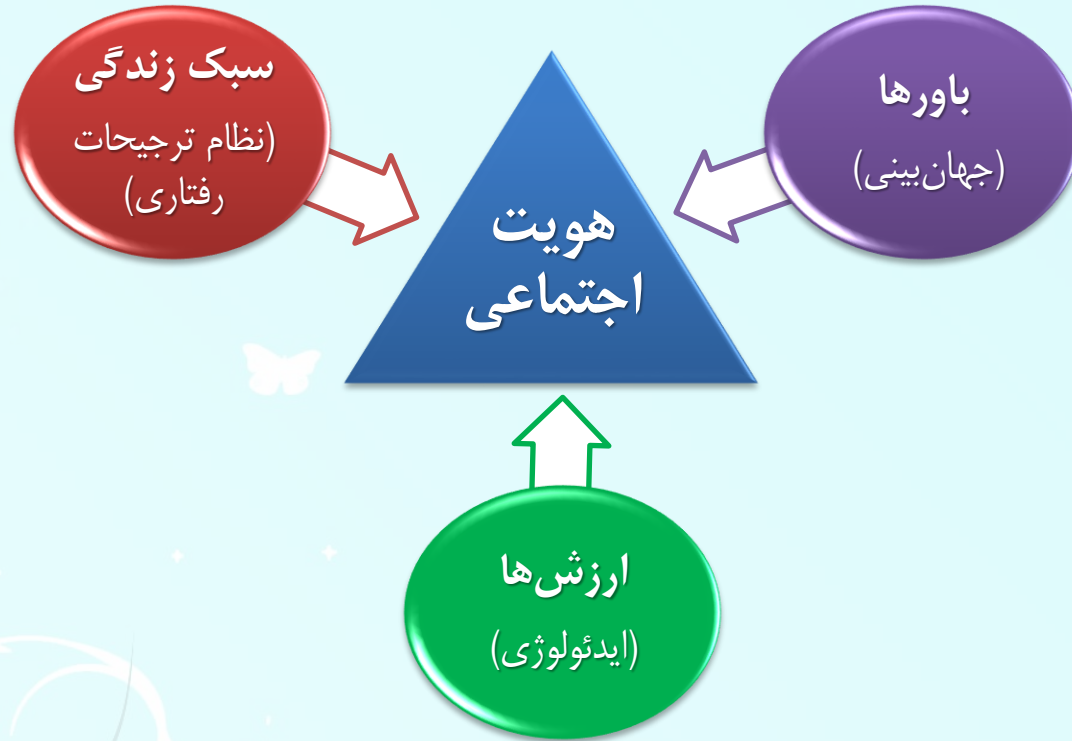 باورها
(جهان‌بینی)
سبک زندگی
(نظام ترجیحات
رفتاری)
هویت
اجتماعی
ارزش‌ها
(ایدئولوژی)